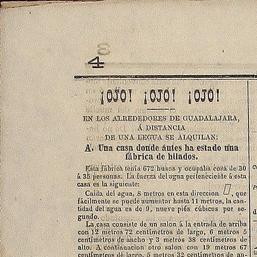 4
¡OJO! ¡OJO! ¡OJO!
EN LOS ALREDEDORES DE GUADALAJARA,
Á DISTANCIA
DE UNA LEGUA SE ALQUILAN:
A. Una casa donde ántes ha estado una
fábrica de hilados.
Esta fábrica tenia 672 husos y ocupaba cosa de 30
á 35 personas. La fuerza del agua perteneciente á esta
casa es la siguiente:
Caida del agua, 8 metros en esta direccion, que
fácilmente se puede aumentar hasta 11 metros, la can-
tidad del agua es de 9, nueve piés cúbicos por se-
gundo.
La casa consiste de un salon á la entrada de arriba
con 12 metros 72 centímetros de largo, 6 metros 5
centímetros de ancho y 3 metros 38 centímetros de
alto. A continuacion otro salon con 19 metros 67
centímetros de largo, 5 metros 32 centímetros de an-